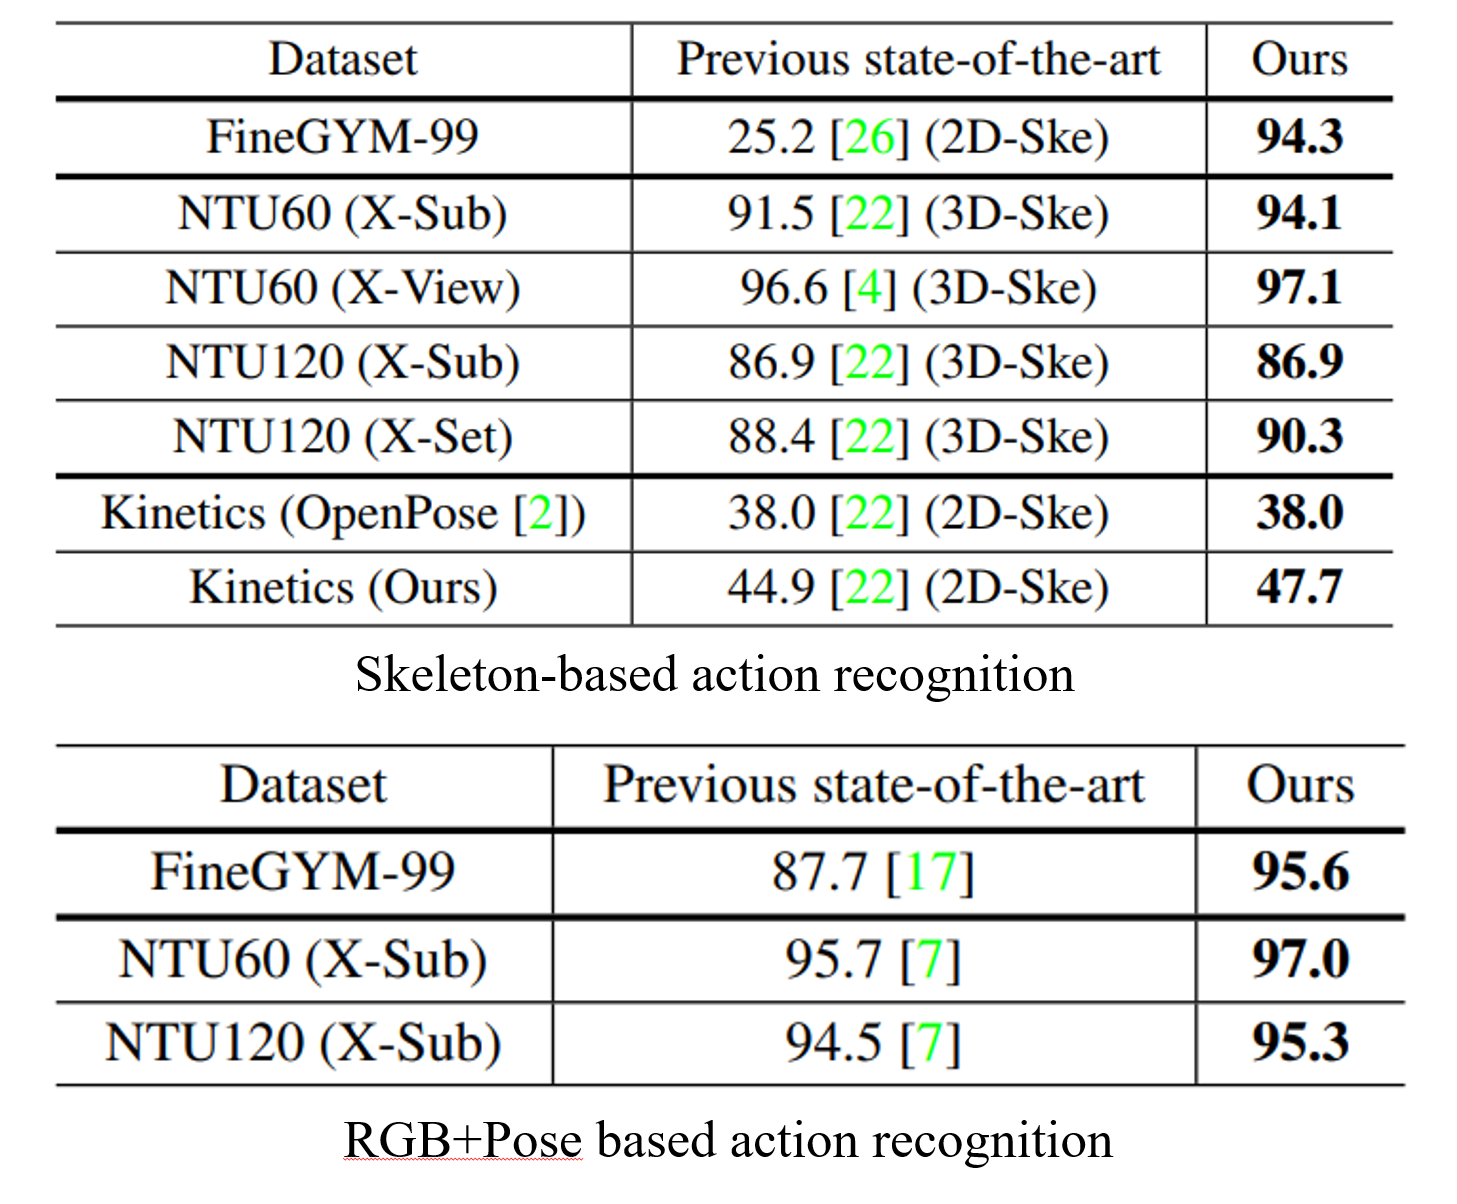 Dataset Previous state-of-the-art Ours
FineGYM-99 25.2 [26] (2D-Ske) 94.3
NTU60 (X-Sub) 91.5 [22] (3D-Ske) 94.1
NTU60 (X-View) 96.6 [4] (3D-Ske) 97.1
NTU120 (X-Sub) 86.9 [22] (3D-Ske) 86.9
NTU120 (X-Set) 88.4 [22] (3D-Ske) 90.3
Kinetics (OpenPose [2]) 38.0 [22] (2D-Ske) 38.0
Kinetics (Ours) 44.9 [22] (2D-Ske) 47.7
Skeleton-based action recognition
Dataset Previous state-of-the-art Ours
FineGYM-99 87.7 [17] 95.6
NTU60 (X-Sub) 95.7 [7] 97.0
NTU120 (X-Sub) 94.5 [7] 95.3
RGB+Pose based action recognition